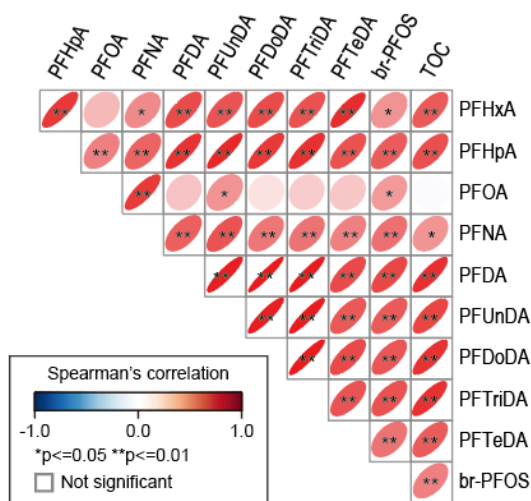 PFHpA PFOA PFNA PFDA PFUnDA PFDoDA PFTriDA PFTeDA br-PFOS TOC
** * ** ** ** ** ** * ** PFHxA
** ** ** ** ** ** ** ** ** PFHpA
** * * PFOA
** ** ** ** ** ** * PFNA
** ** ** ** ** ** PFDA
** ** ** ** ** PFUnDA
** ** ** ** PFDoDA
** ** ** PFTriDA
** ** PFTeDA
** br-PFOS
Spearman's correlation
-1.0 0.0 1.0
*p<=0.05 **p<=0.01
Not significant